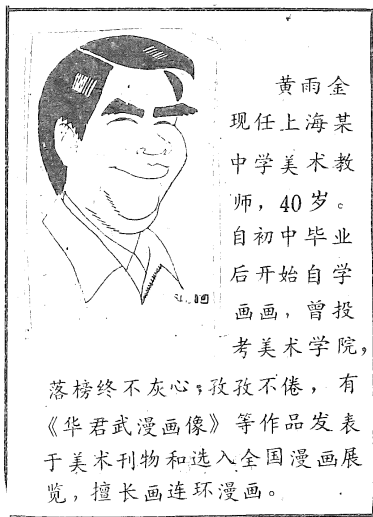 黄雨金
现任上海某
中学美术教
师，40岁。
自初中毕业
后开始自学
画画，曾投
考美术学院，
落榜终不灰心；孜孜不倦，有
《华君武漫画像》等作品发表
于美术刊物和选入全国漫画展
览，擅长画连环漫画。